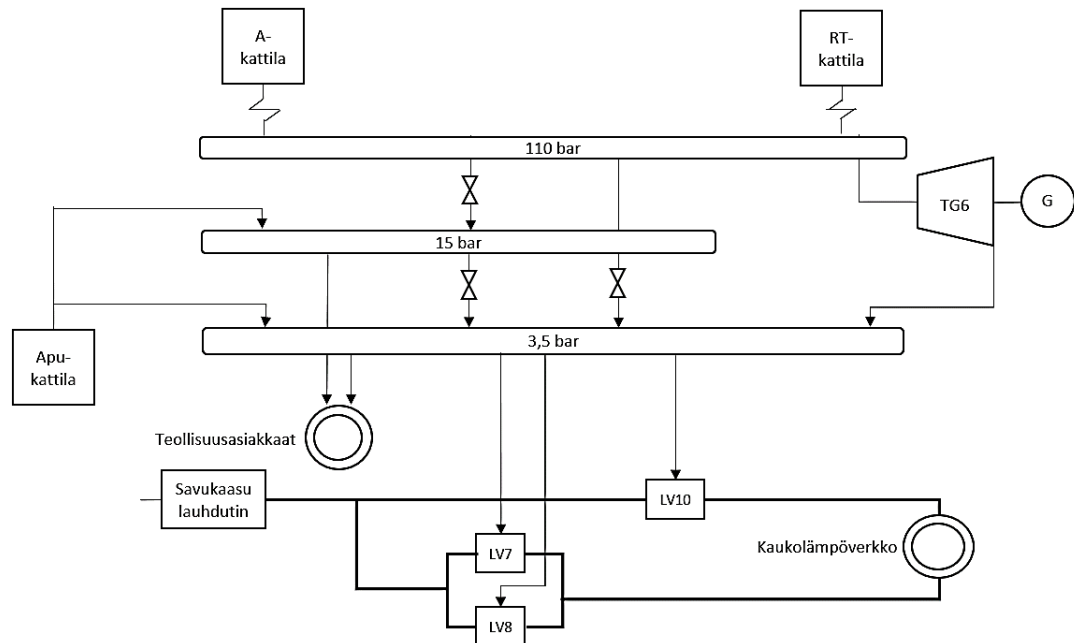 A-
kattila
RT-
kattila
110 bar
TG6
G
15 bar
3,5 bar
Apu-
kattila
Teollisuusasiakkaat
Savukaasu
lauhdutin
LV10
LV7
Kaukolämpöverkko
LV8